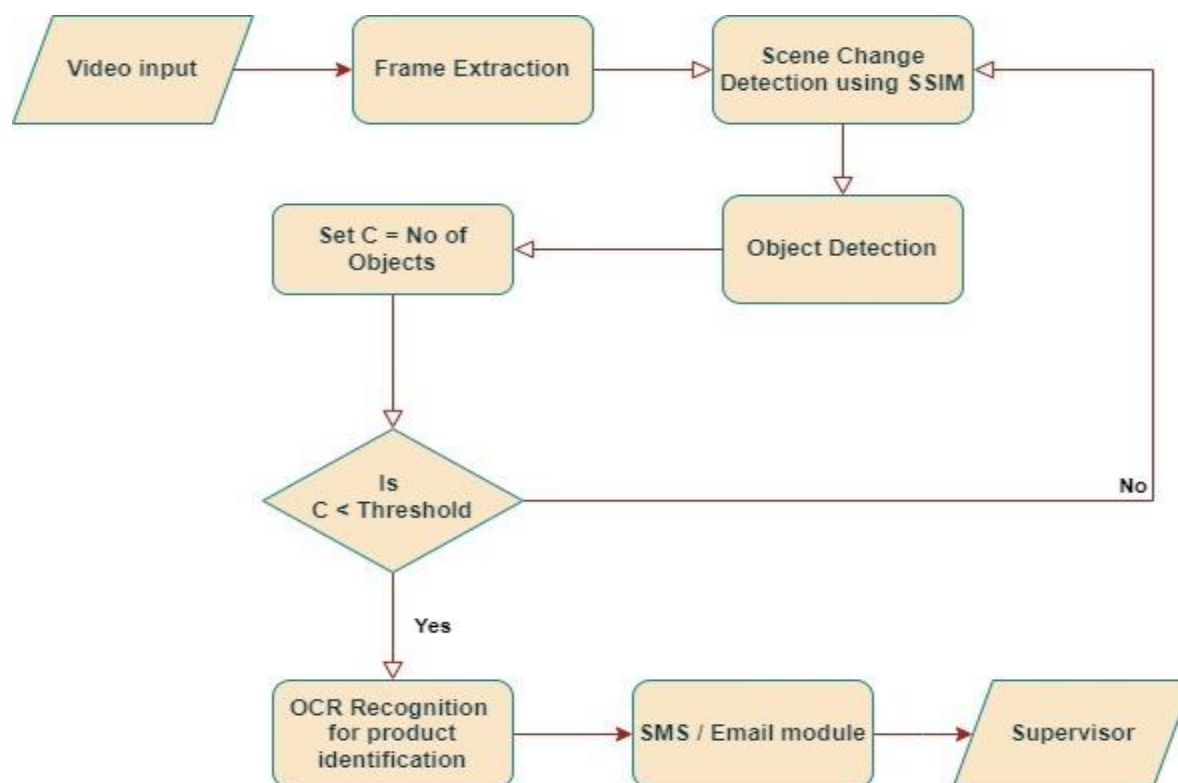 Video input
Frame Extraction
Scene Change
Detection using SSIM
Set C = No of
Objects
Object Detection
Is
C < Threshold
No
Yes
OCR Recognition
for product
identification
SMS / Email module
Supervisor